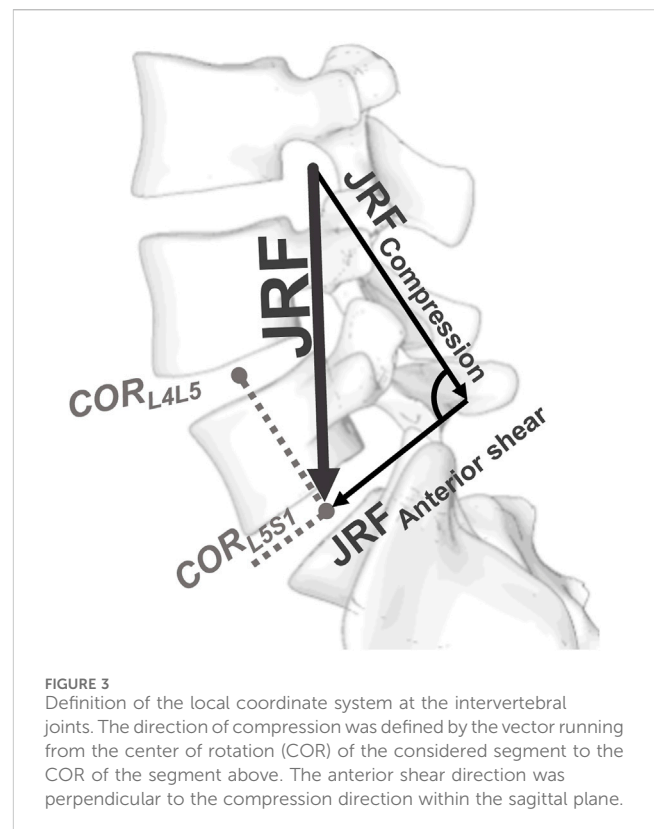 JRF
JRF Compression
COR L4L5
COR L5S1
JRF Anterior shear
FIGURE 3
Definition of the local coordinate system at the intervertebral
joints. The direction of compression was defined by the vector running
from the center of rotation (COR) of the considered segment to the
COR of the segment above. The anterior shear direction was
perpendicular to the compression direction within the sagittal plane.